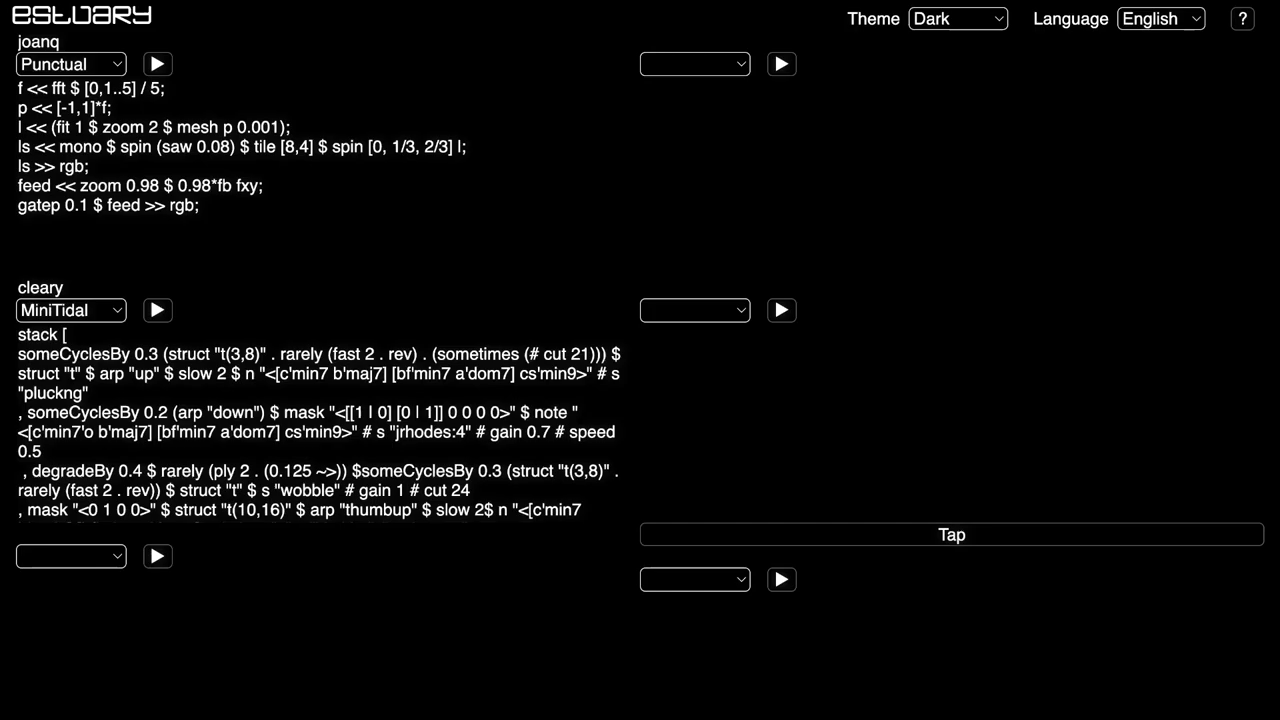 estuary
Theme Dark Language English ?
joanq
Punctual
f << fft $ [0,1..5] / 5;
p << [-1,1]*f;
l << (fit 1 $ zoom 2 $ mesh p 0.001);
ls << mono $ spin (saw 0.08) $ tile [8,4] $ spin [0, 1/3, 2/3] l;
ls >> rgb;
feed << zoom 0.98 $ 0.98*fb fxy;
gatep 0.1 $ feed >> rgb;
cleary
MiniTidal
stack [
someCyclesBy 0.3 (struct "t(3,8)" . rarely (fast 2 . rev) . (sometimes (# cut 21))) $
struct "t" $ arp "up" $ slow 2 $ n "<[c'min7 b'maj7] [bf'min7 a'dom7] cs'min9>" # s
"pluckng"
, someCyclesBy 0.2 (arp "down") $ mask "<[[1 | 0] [0 | 1]] 0 0 0 0>" $ note "
<[c'min7'o b'maj7] [bf'min7 a'dom7] cs'min9>" # s "jrhodes:4" # gain 0.7 # speed
0.5
, degradeBy 0.4 $ rarely (ply 2 . (0.125 ~>)) $someCyclesBy 0.3 (struct "t(3,8)" .
rarely (fast 2 . rev)) $ struct "t" $ s "wobble" # gain 1 # cut 24
, mask "<0 1 0 0>" $ struct "t(10,16)" $ arp "thumbup" $ slow 2$ n "<[c'min7
Tap